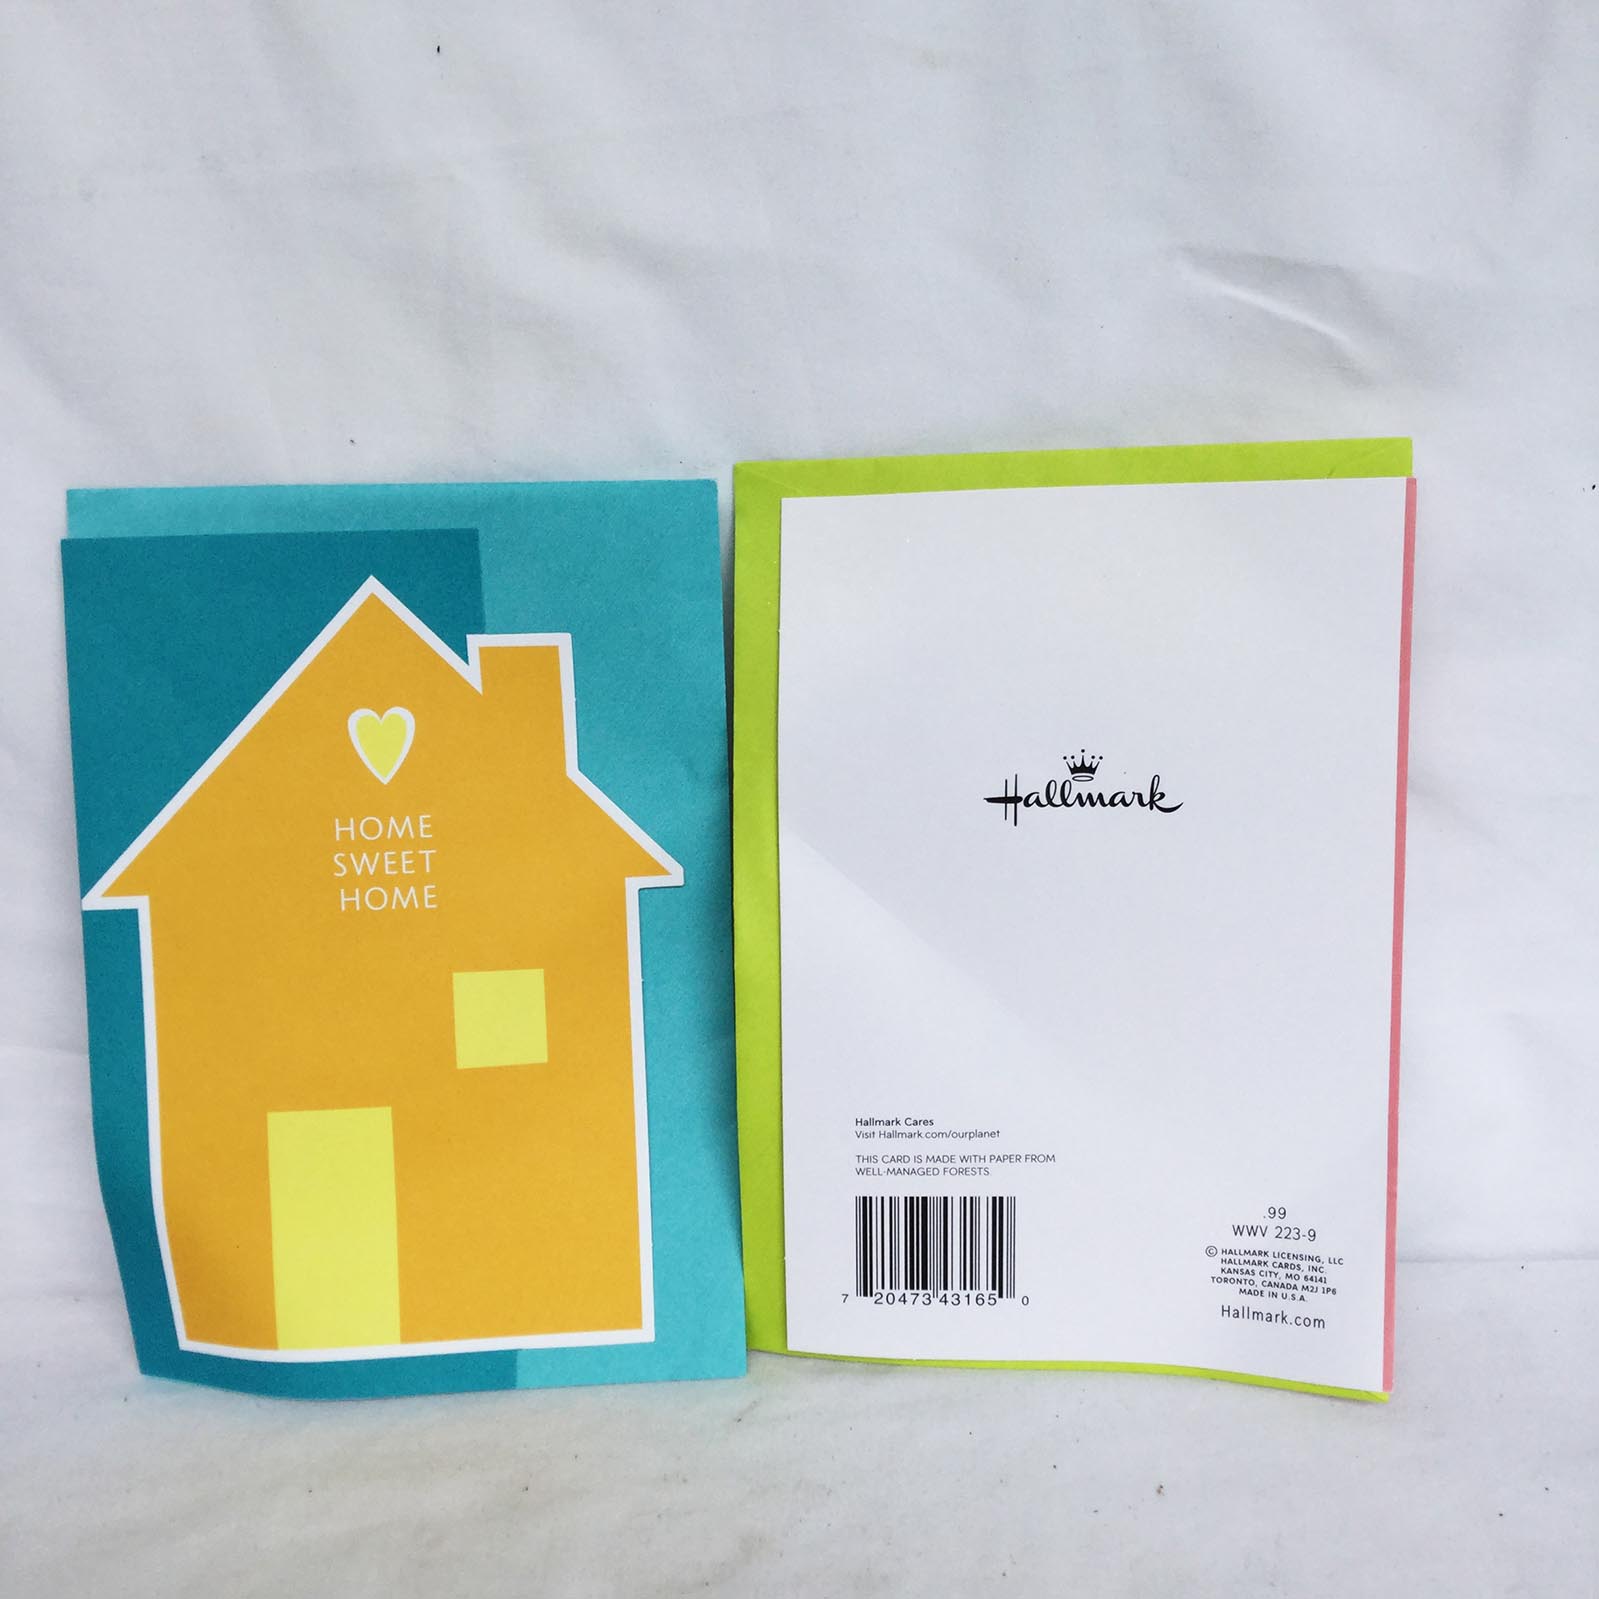 HOME
SWEET
HOME
Hallmark
Hallmark Cares
Visit Hallmark.com/ourplanet
THIS CARD IS MADE WITH PAPER FROM
WELL-MANAGED FORESTS.
7 20473 43165 0
.99
WWV 223-9
© HALLMARK LICENSING, LLC
HALLMARK CARDS, INC.
KANSAS CITY, MO 64141
TORONTO, CANADA M2J 1P6
MADE IN U.S.A.
Hallmark.com